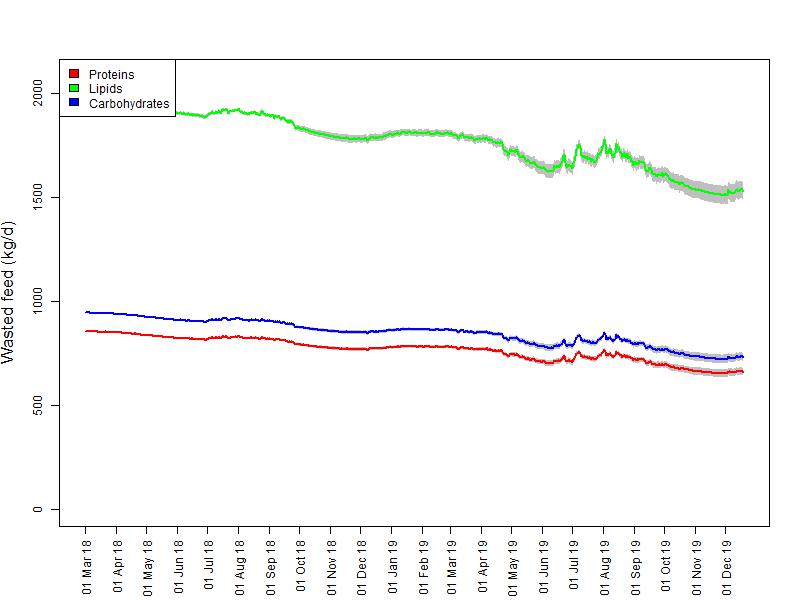 Proteins
Lipids
Carbohydrates
Wasted feed (kg/d)
2000
1500
1000
500
0
01 Mar 18
01 Apr 18
01 May 18
01 Jun 18
01 Jul 18
01 Aug 18
01 Sep 18
01 Oct 18
01 Nov 18
01 Dec 18
01 Jan 19
01 Feb 19
01 Mar 19
01 Apr 19
01 May 19
01 Jun 19
01 Jul 19
01 Aug 19
01 Sep 19
01 Oct 19
01 Nov 19
01 Dec 19